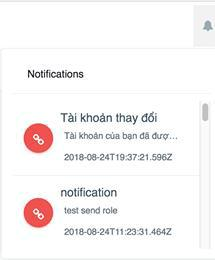 Notifications
Tài khoản thay đổi
Tài khoản của bạn đã đượ...
2018-08-24T19:37:21.596Z
notification
test send role
2018-08-24T11:23:31.464Z